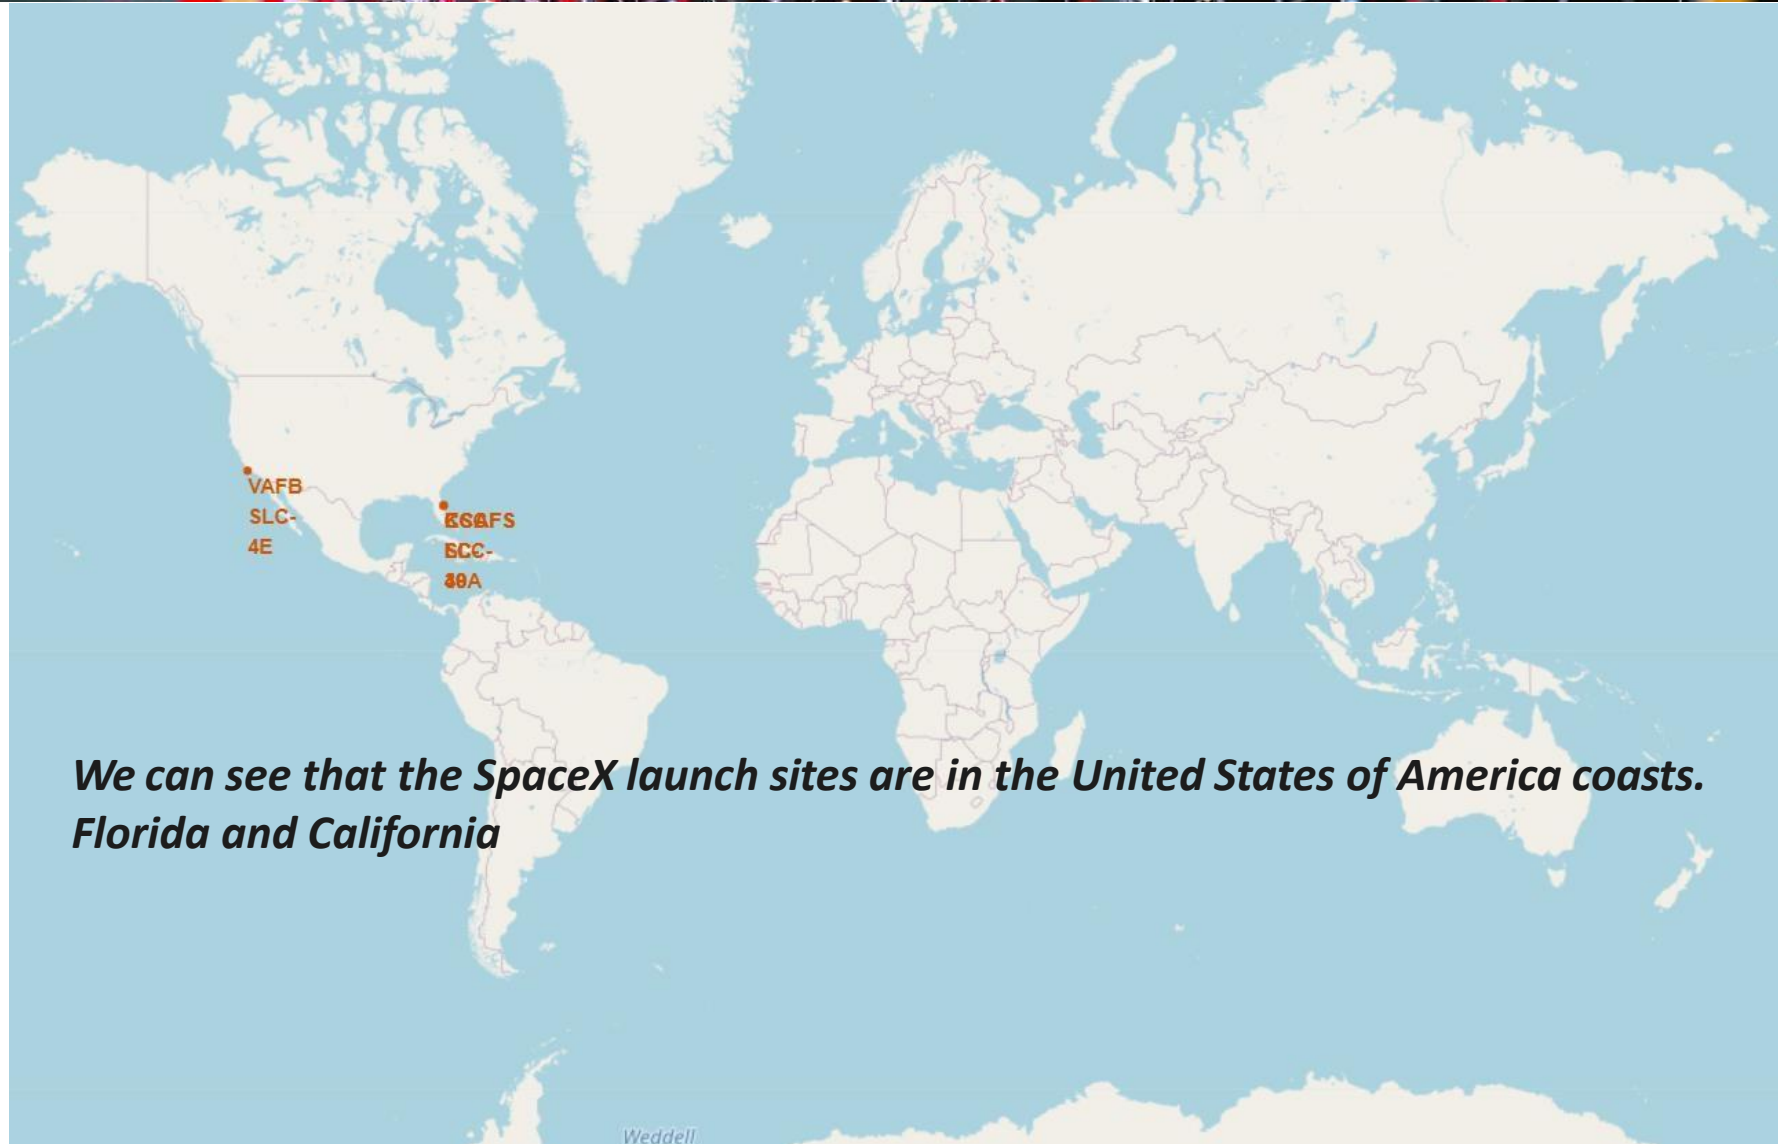 VAFB
SLC-
4E
We can see that the SpaceX launch sites are in the United States of America coasts.
Florida and California
Weddell